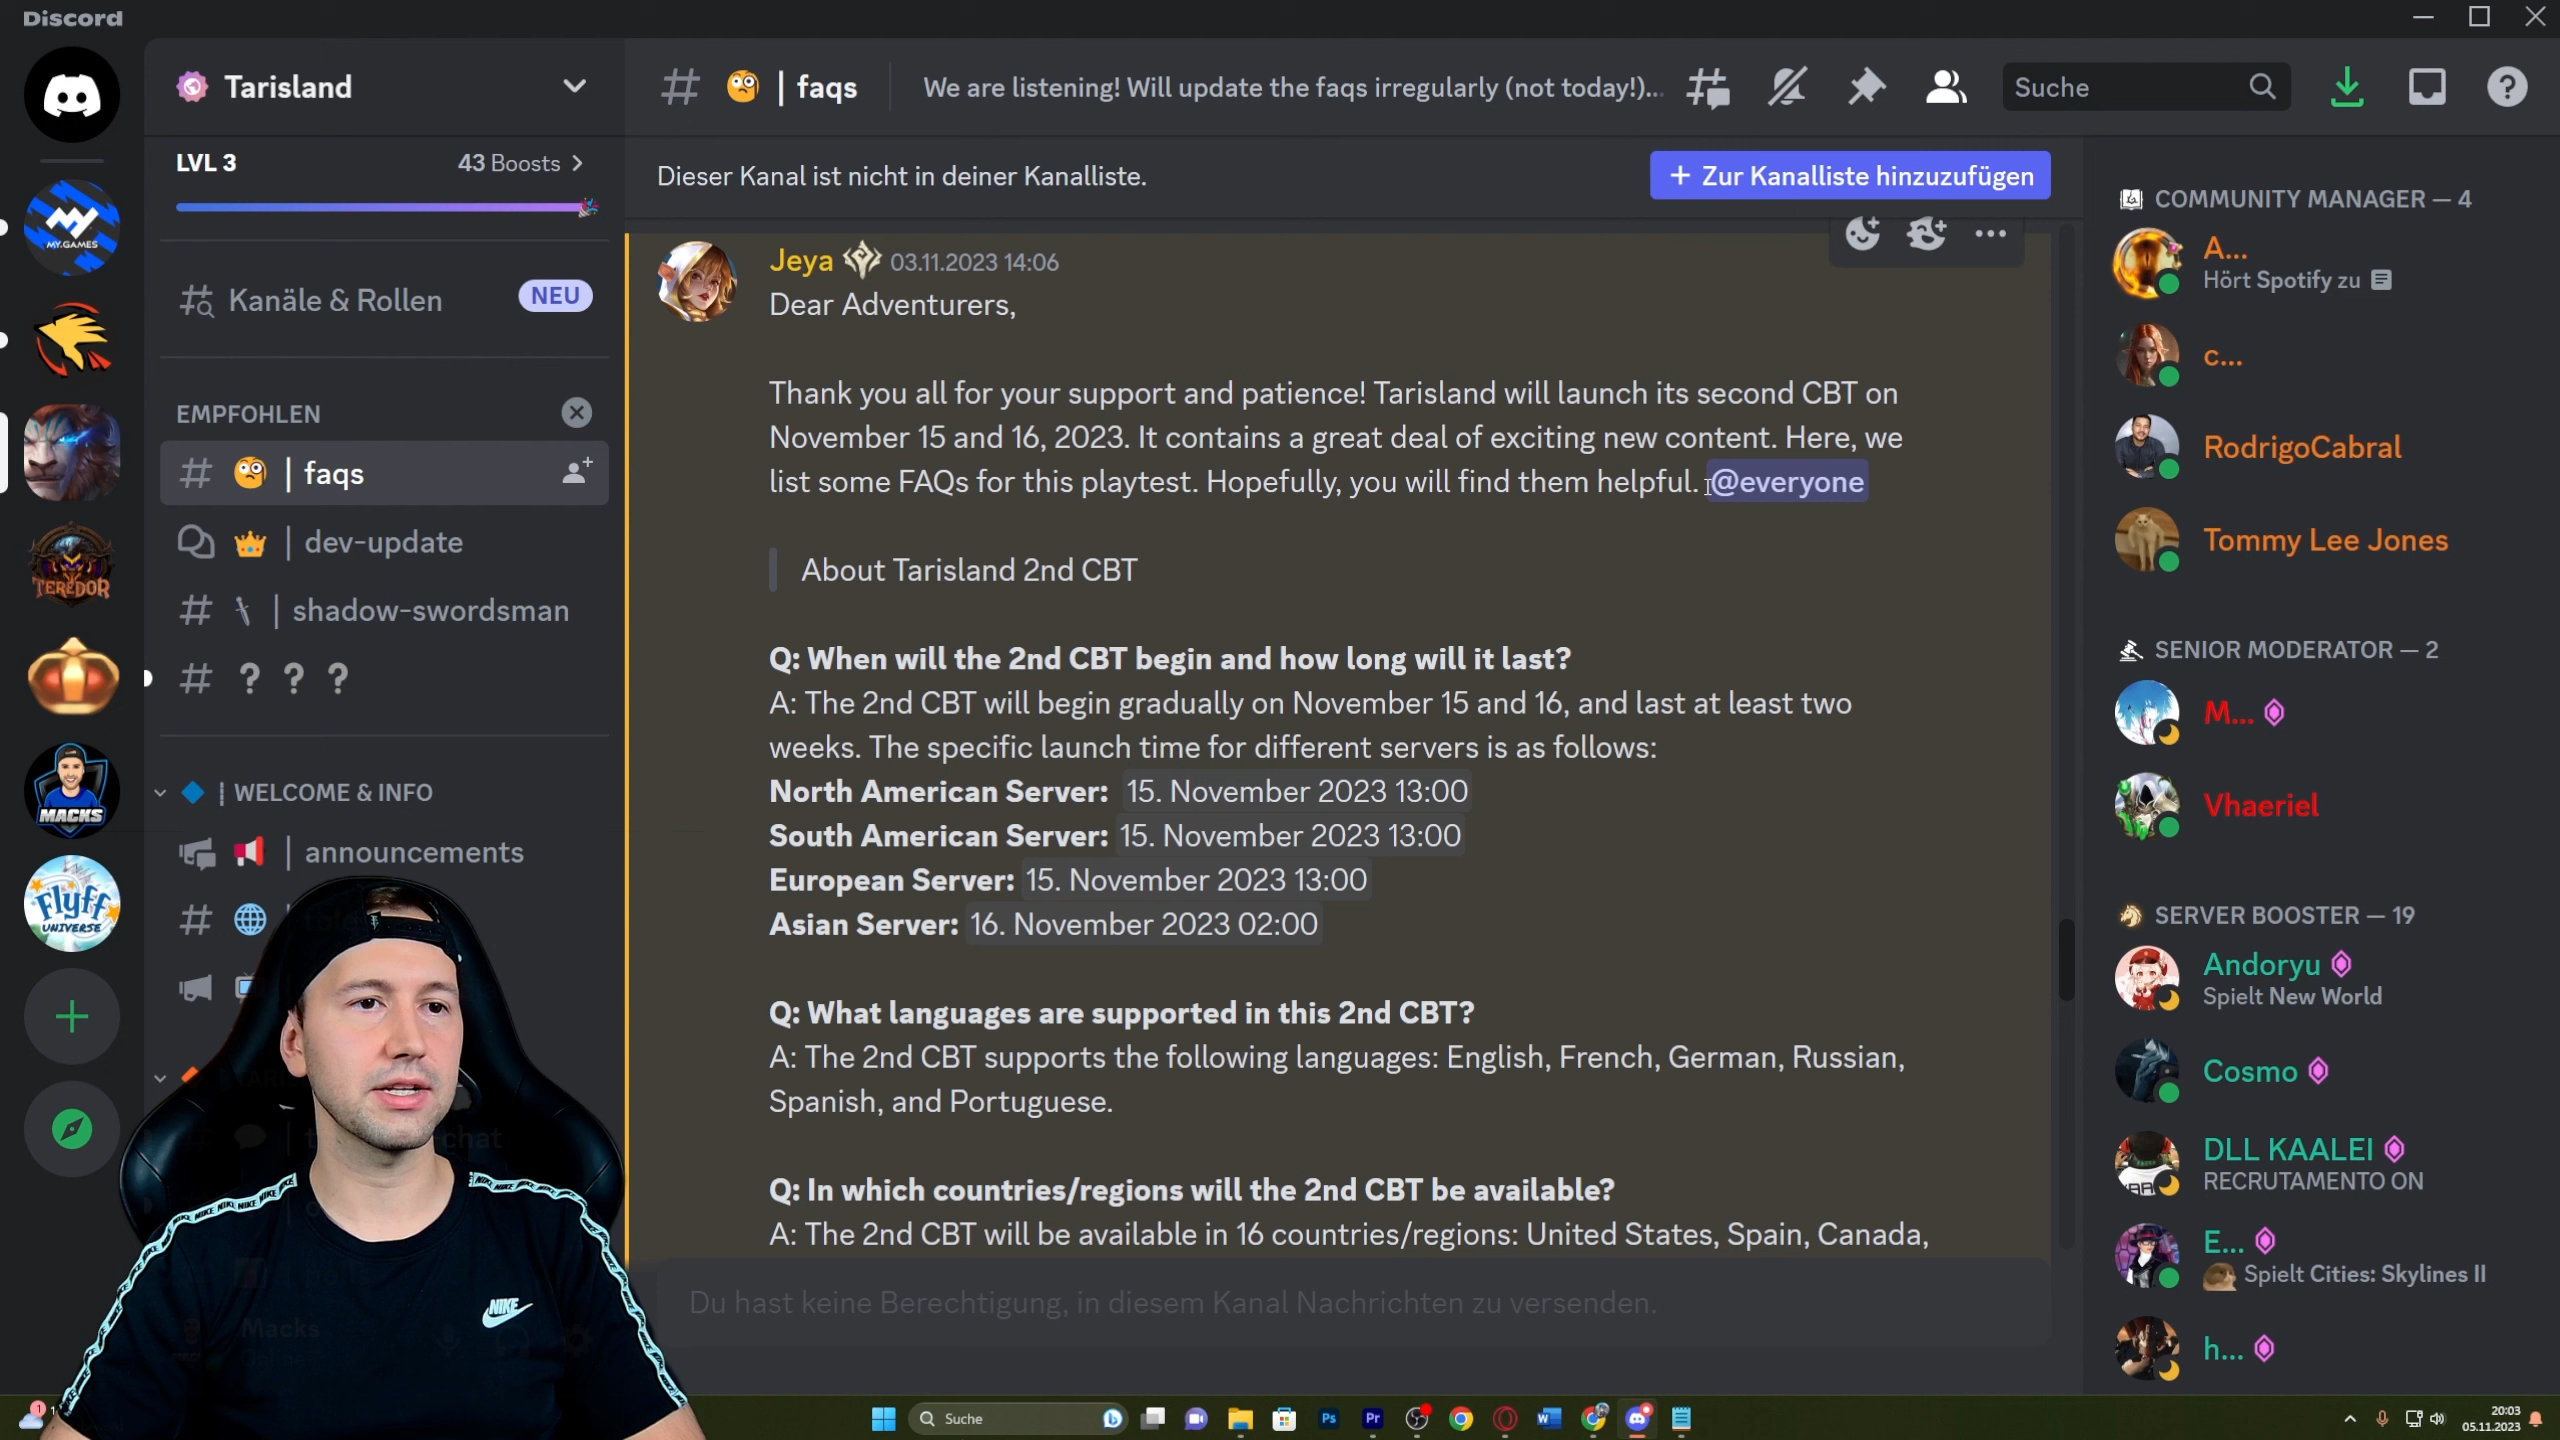 Discord
Tarisland
LVL 3
43 Boosts
Kanäle & Rollen
NEU
EMPFOHLEN
| faqs
| dev-update
| shadow-swordsman
? ? ?
| WELCOME & INFO
| announcements
MY.GAMES
TEREDOR
MACKS
Flyff
UNIVERSE
| faqs
We are listening! Will update the faqs irregularly (not today!)...
Suche
Dieser Kanal ist nicht in deiner Kanalliste.
+ Zur Kanalliste hinzuzufügen
Jeya 03.11.2023 14:06
Dear Adventurers,
Thank you all for your support and patience! Tarisland will launch its second CBT on
November 15 and 16, 2023. It contains a great deal of exciting new content. Here, we
list some FAQs for this playtest. Hopefully, you will find them helpful. @everyone
About Tarisland 2nd CBT
Q: When will the 2nd CBT begin and how long will it last?
A: The 2nd CBT will begin gradually on November 15 and 16, and last at least two
weeks. The specific launch time for different servers is as follows:
North American Server: 15. November 2023 13:00
South American Server: 15. November 2023 13:00
European Server: 15. November 2023 13:00
Asian Server: 16. November 2023 02:00
Q: What languages are supported in this 2nd CBT?
A: The 2nd CBT supports the following languages: English, French, German, Russian,
Spanish, and Portuguese.
Q: In which countries/regions will the 2nd CBT be available?
A: The 2nd CBT will be available in 16 countries/regions: United States, Spain, Canada,
Du hast keine Berechtigung, in diesem Kanal Nachrichten zu versenden.
COMMUNITY MANAGER — 4
A...
Hört Spotify zu
c...
RodrigoCabral
Tommy Lee Jones
SENIOR MODERATOR — 2
M...
Vhaeriel
SERVER BOOSTER — 19
Andoryu
Spielt New World
Cosmo
DLL KAALEI
RECRUTAMENTO ON
E...
Spielt Cities: Skylines II
h...
chat
Macks
Online
NIKE
Suche
Ps
Pr
20:03
05.11.2023